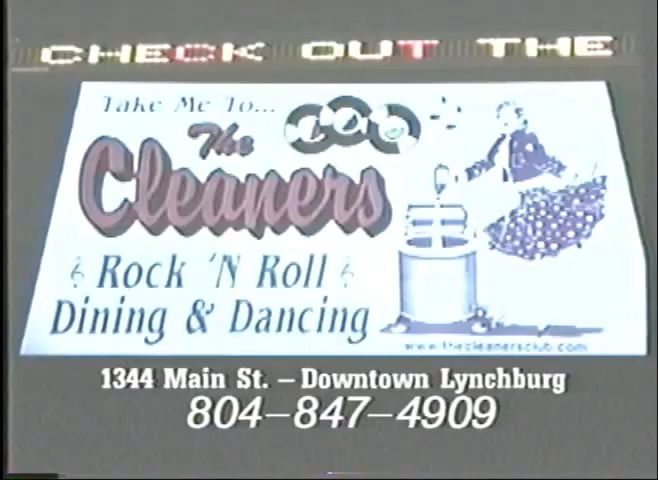 CHECK OUT THE
Take Me To...
The
Cleaners
Rock 'N Roll
Dining & Dancing
www.thecleanersclub.com
1344 Main St. – Downtown Lynchburg
804–847–4909